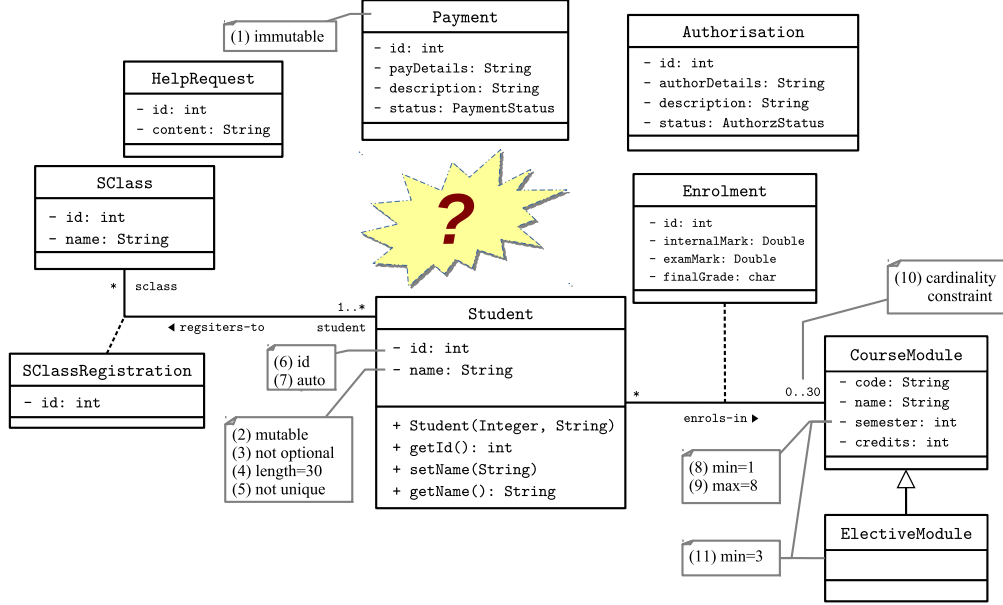 (1) immutable
Payment
- id: int
- payDetails: String
- description: String
- status: PaymentStatus
Authorisation
- id: int
- authorDetails: String
- description: String
- status: AuthorzStatus
HelpRequest
- id: int
- content: String
SClass
- id: int
- name: String
?
Enrolment
- id: int
- internalMark: Double
- examMark: Double
- finalGrade: char
(10) cardinality
constraint
* sclass
1..*
◀ regsiters-to student
Student
- id: int
- name: String
+ Student(Integer, String)
+ getId(): int
+ setName(String)
+ getName(): String
(6) id
(7) auto
(2) mutable
(3) not optional
(4) length=30
(5) not unique
SClassRegistration
- id: int
* 0..30
enrols-in ▶
CourseModule
- code: String
- name: String
- semester: int
- credits: int
(8) min=1
(9) max=8
(11) min=3
ElectiveModule